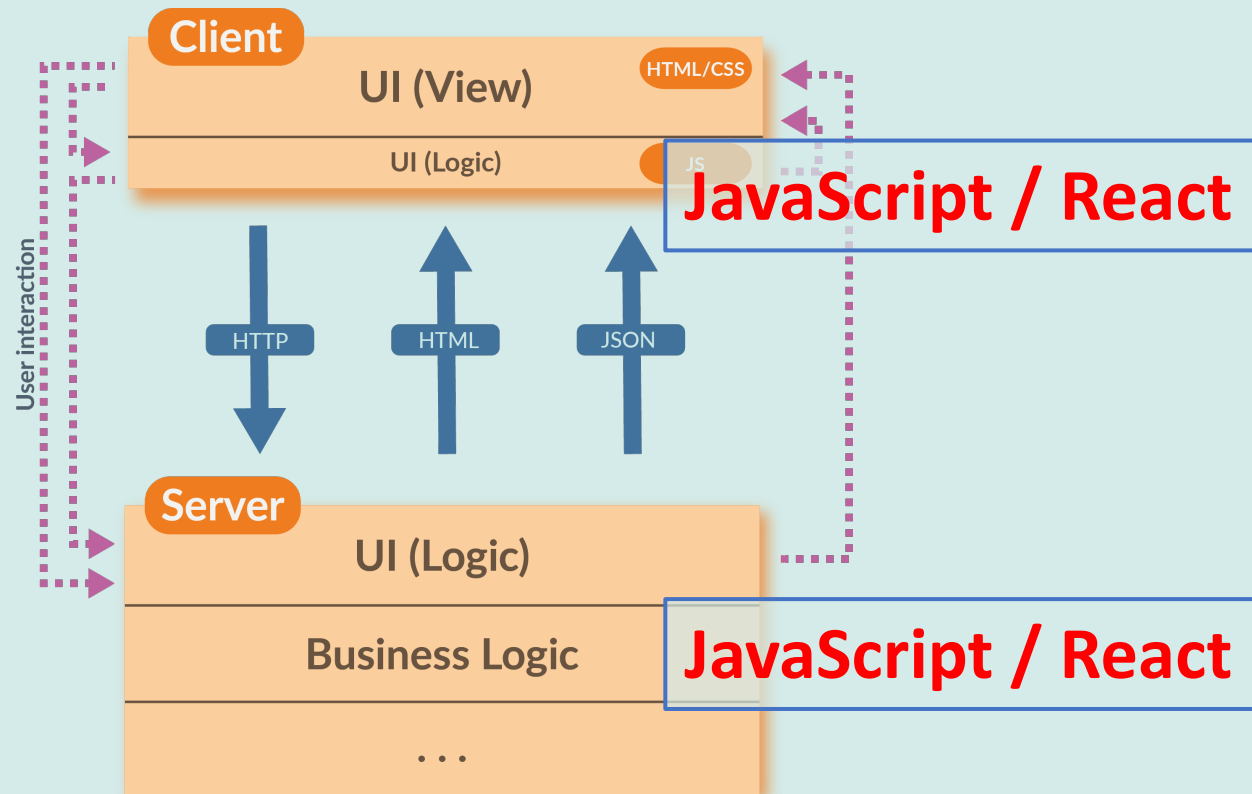 Client
UI (View)
HTML/CSS
UI (Logic)
JS
JavaScript / React
User interaction
HTTP
HTML
JSON
Server
UI (Logic)
Business Logic
JavaScript / React
. . .